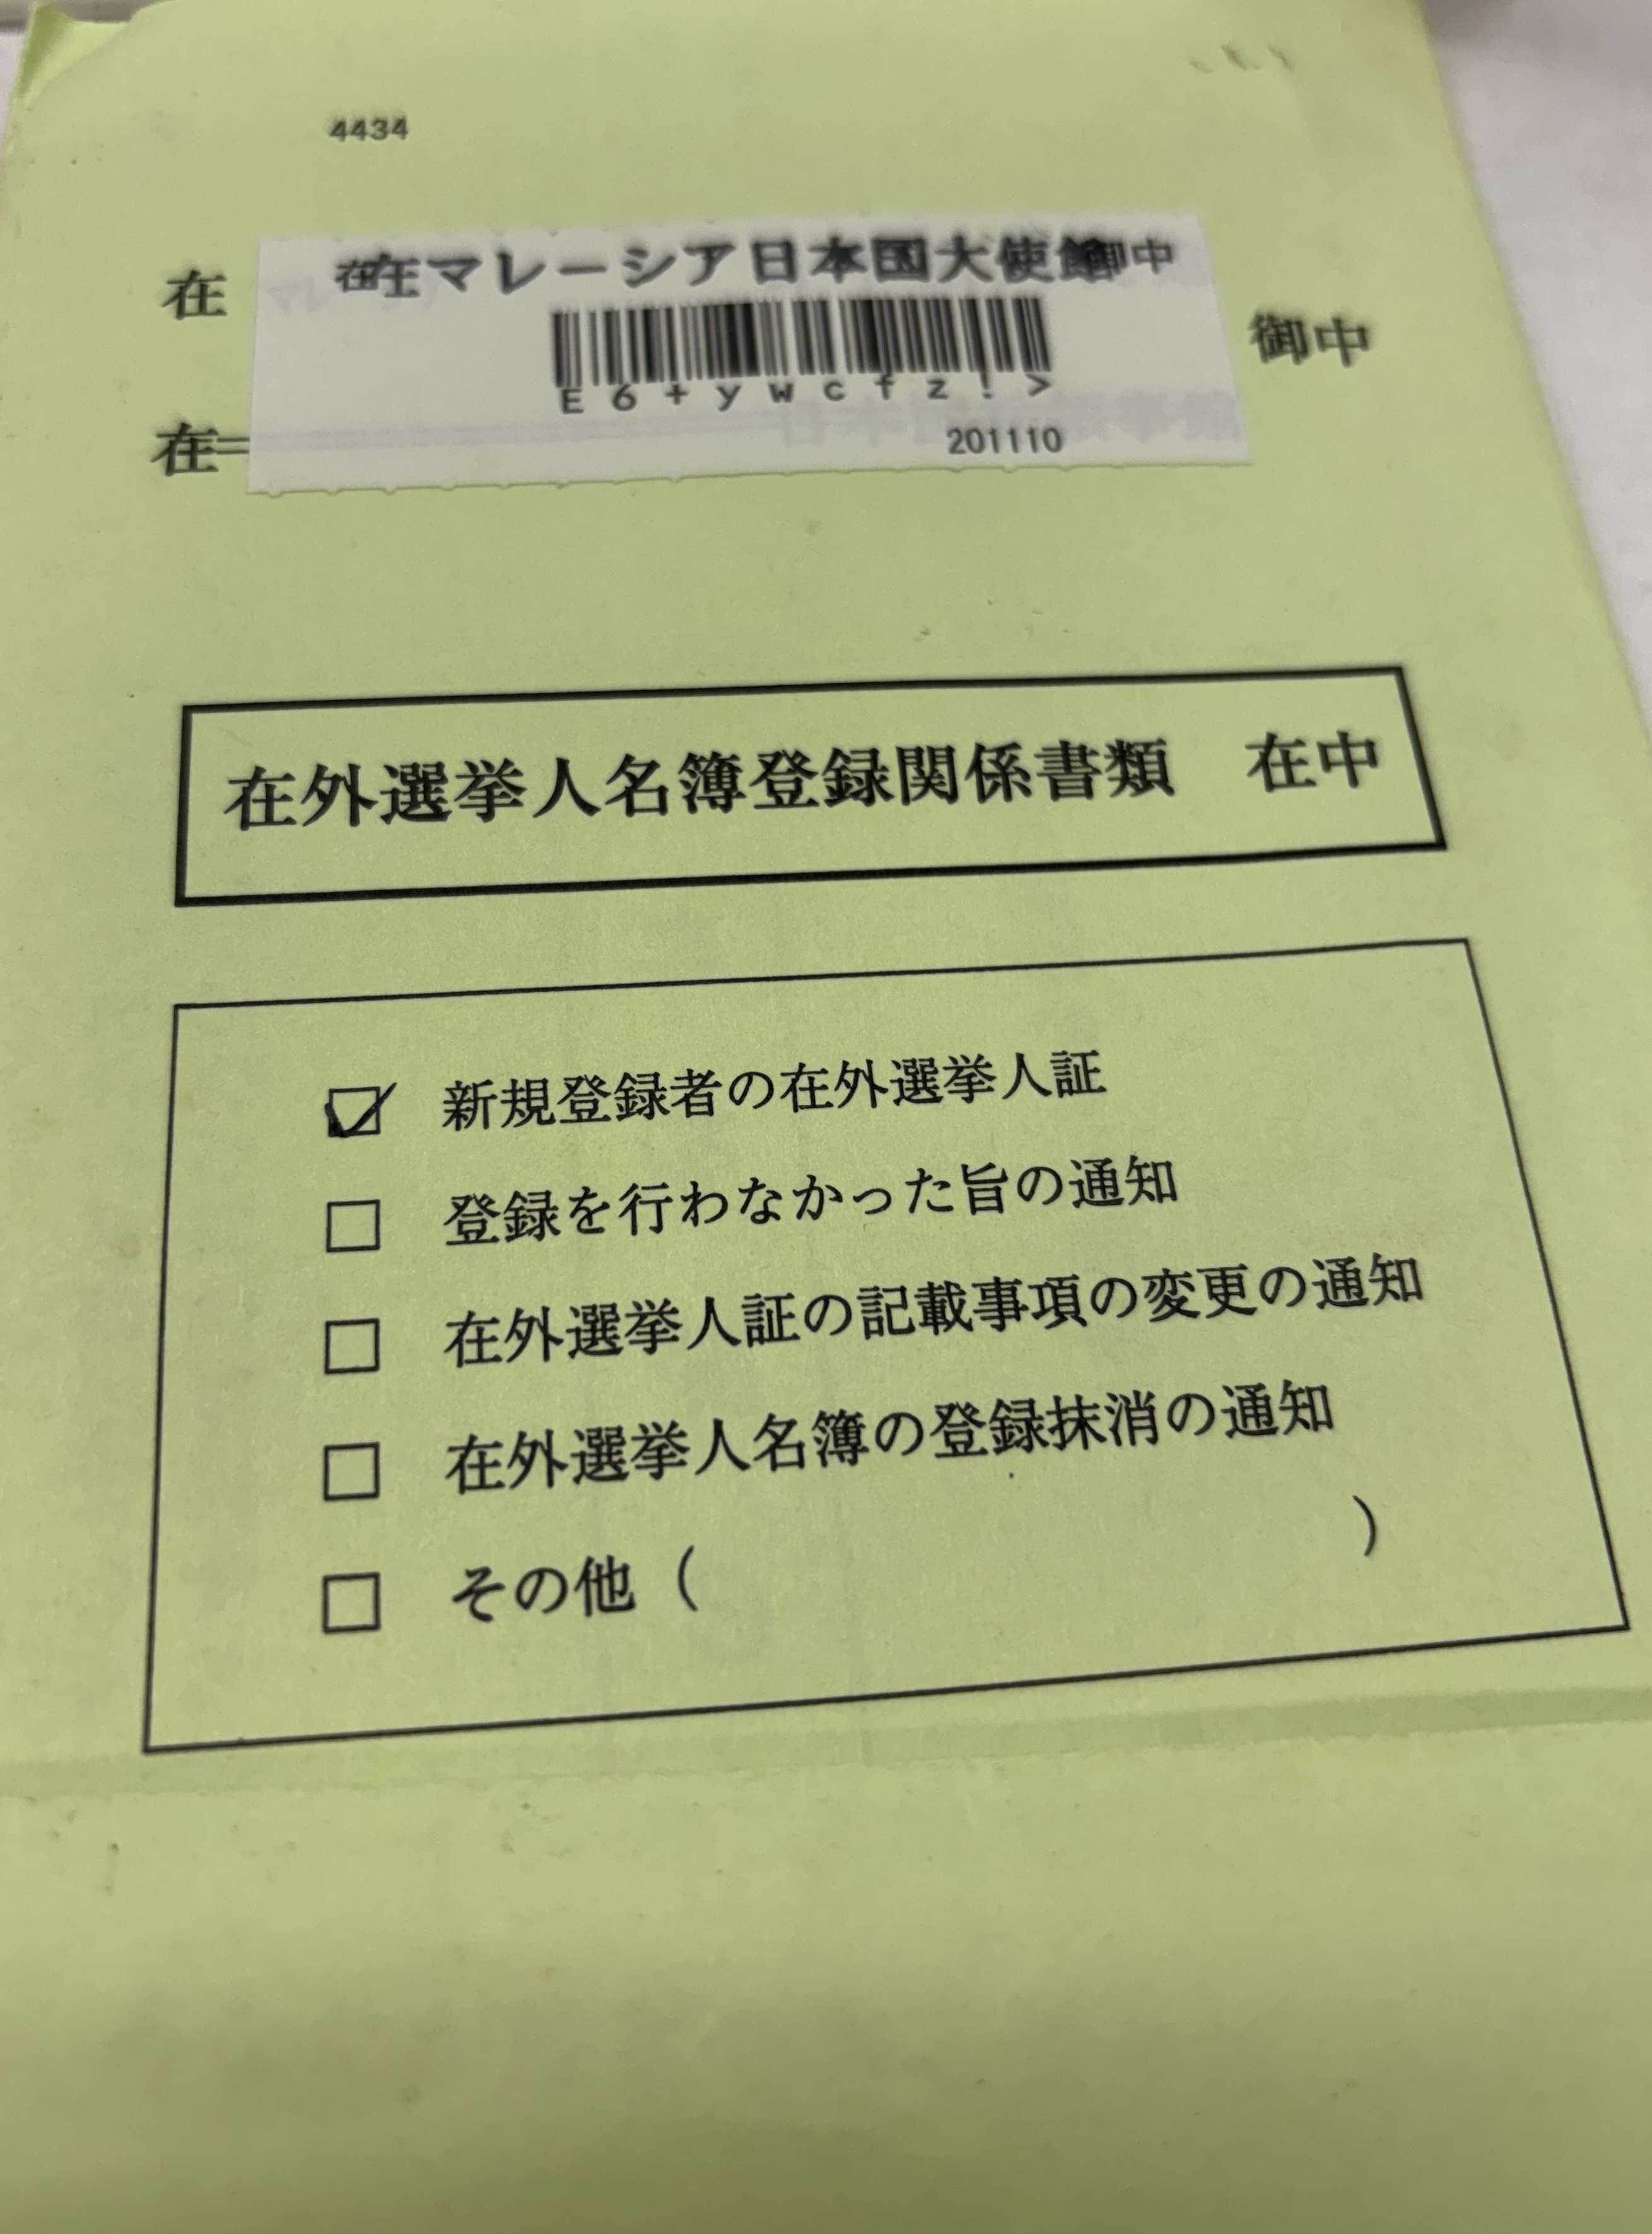 4434
在
在在マレーシア日本国大使館御中
御中
E6+ywcfz!>
在
201110
在外選挙人名簿登録関係書類　在中
☑ 新規登録者の在外選挙人証
☐ 登録を行わなかった旨の通知
☐ 在外選挙人証の記載事項の変更の通知
☐ 在外選挙人名簿の登録抹消の通知
☐ その他（　　　　　　　　　　）